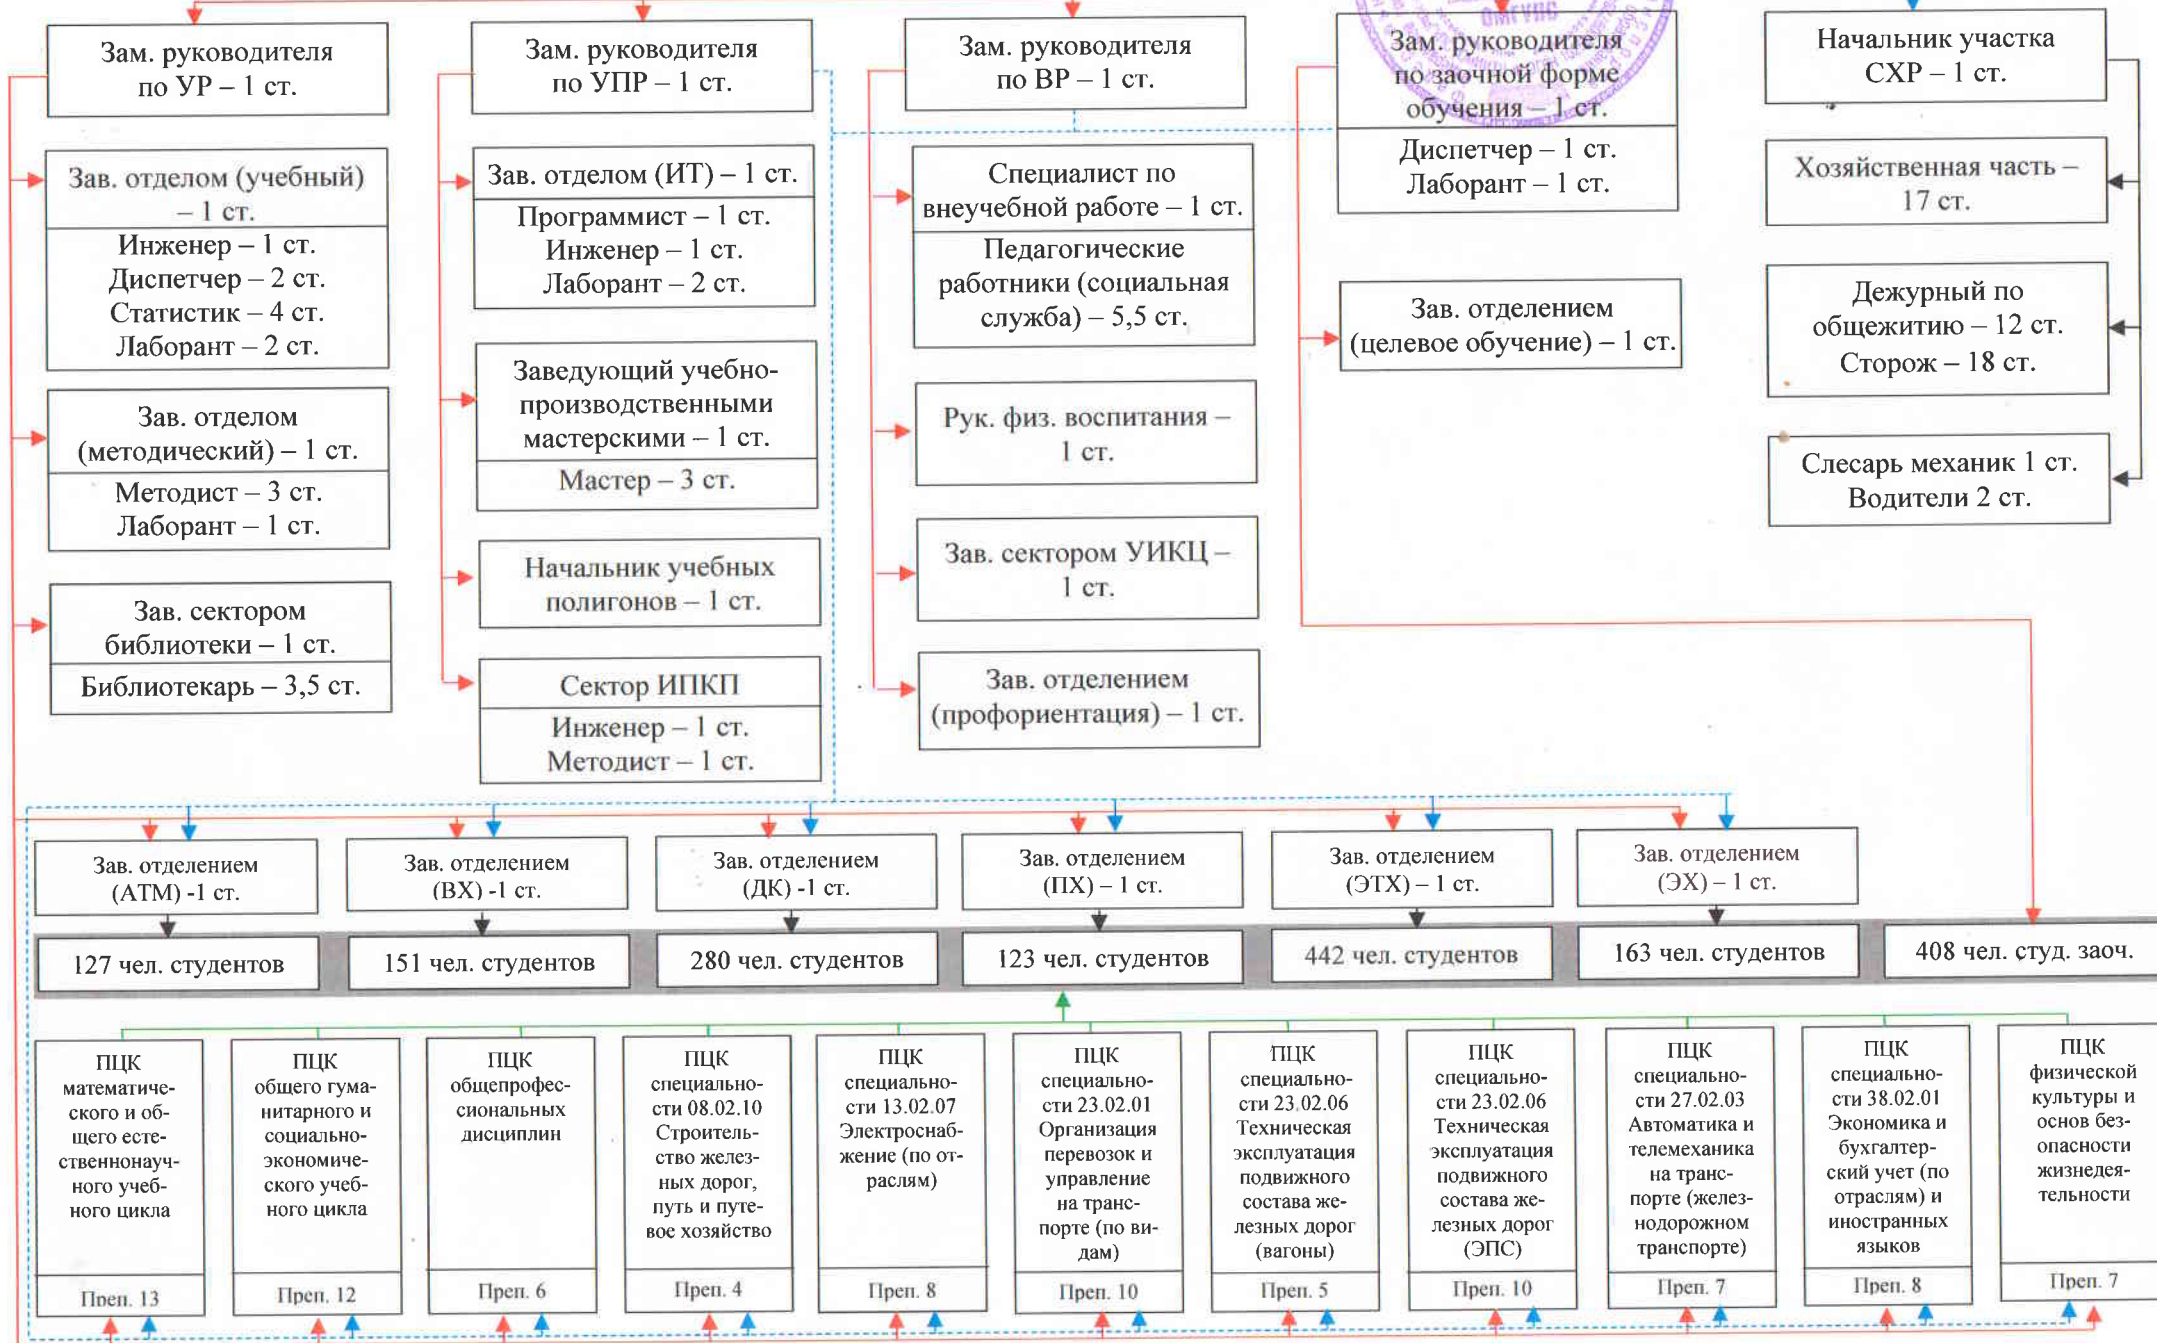 Зам. руководителя
по УР – 1 ст.
Зам. руководителя
по УПР – 1 ст.
Зам. руководителя
по ВР – 1 ст.
ОМГУПС
Зам. руководителя
по заочной форме
обучения – 1 ст.
Диспетчер – 1 ст.
Лаборант – 1 ст.
Начальник участка
СХР – 1 ст.
Зав. отделом (учебный)
– 1 ст.
Инженер – 1 ст.
Диспетчер – 2 ст.
Статистик – 4 ст.
Лаборант – 2 ст.
Зав. отделом
(методический) – 1 ст.
Методист – 3 ст.
Лаборант – 1 ст.
Зав. сектором
библиотеки – 1 ст.
Библиотекарь – 3,5 ст.
Зав. отделом (ИТ) – 1 ст.
Программист – 1 ст.
Инженер – 1 ст.
Лаборант – 2 ст.
Заведующий учебно-
производственными
мастерскими – 1 ст.
Мастер – 3 ст.
Начальник учебных
полигонов – 1 ст.
Сектор ИПКП
Инженер – 1 ст.
Методист – 1 ст.
Специалист по
внеучебной работе – 1 ст.
Педагогические
работники (социальная
служба) – 5,5 ст.
Рук. физ. воспитания –
1 ст.
Зав. сектором УИКЦ –
1 ст.
Зав. отделением
(профориентация) – 1 ст.
Зав. отделением
(целевое обучение) – 1 ст.
Хозяйственная часть –
17 ст.
Дежурный по
общежитию – 12 ст.
Сторож – 18 ст.
Слесарь механик 1 ст.
Водители 2 ст.
Зав. отделением
(АТМ) -1 ст.
Зав. отделением
(ВХ) -1 ст.
Зав. отделением
(ДК) -1 ст.
Зав. отделением
(ПХ) – 1 ст.
Зав. отделением
(ЭТХ) – 1 ст.
Зав. отделением
(ЭХ) – 1 ст.
127 чел. студентов
151 чел. студентов
280 чел. студентов
123 чел. студентов
442 чел. студентов
163 чел. студентов
408 чел. студ. заоч.
ПЦК
математиче-
ского и об-
щего есте-
ственнонауч-
ного учеб-
ного цикла
Преп. 13
ПЦК
общего гума-
нитарного и
социально-
экономиче-
ского учеб-
ного цикла
Преп. 12
ПЦК
общепрофес-
сиональных
дисциплин
Преп. 6
ПЦК
специально-
сти 08.02.10
Строитель-
ство желез-
ных дорог,
путь и путе-
вое хозяйство
Преп. 4
ПЦК
специально-
сти 13.02.07
Электроснаб-
жение (по от-
раслям)
Преп. 8
ПЦК
специально-
сти 23.02.01
Организация
перевозок и
управление
на транс-
порте (по ви-
дам)
Преп. 10
ПЦК
специально-
сти 23.02.06
Техническая
эксплуатация
подвижного
состава же-
лезных дорог
(вагоны)
Преп. 5
ПЦК
специально-
сти 23.02.06
Техническая
эксплуатация
подвижного
состава же-
лезных дорог
(ЭПС)
Преп. 10
ПЦК
специально-
сти 27.02.03
Автоматика и
телемеханика
на транс-
порте (желез-
нодорожном
транспорте)
Преп. 7
ПЦК
специально-
сти 38.02.01
Экономика и
бухгалтер-
ский учет (по
отраслям) и
иностранных
языков
Преп. 8
ПЦК
физической
культуры и
основ без-
опасности
жизнедея-
тельности
Преп. 7